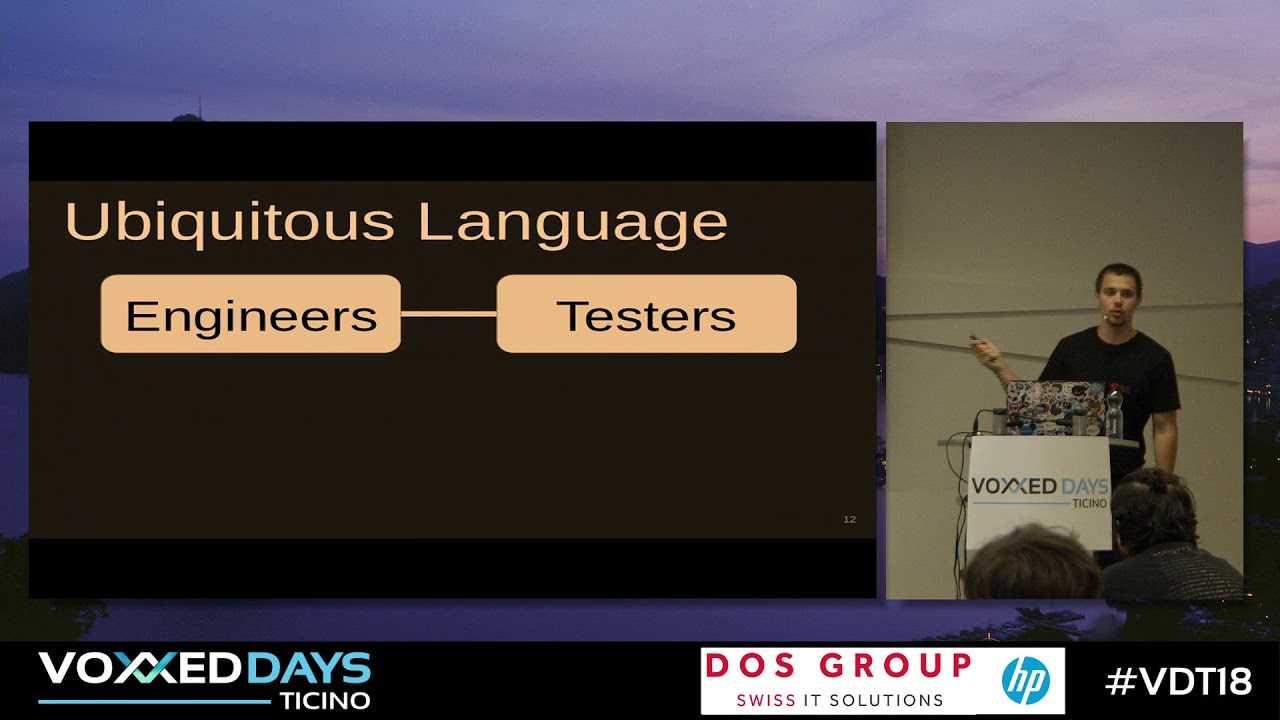 Ubiquitous Language
Engineers
Testers
12
VOXXED DAYS
TICINO
VOXXED DAYS
TICINO
DOS GROUP
SWISS IT SOLUTIONS
hp
#VDT18